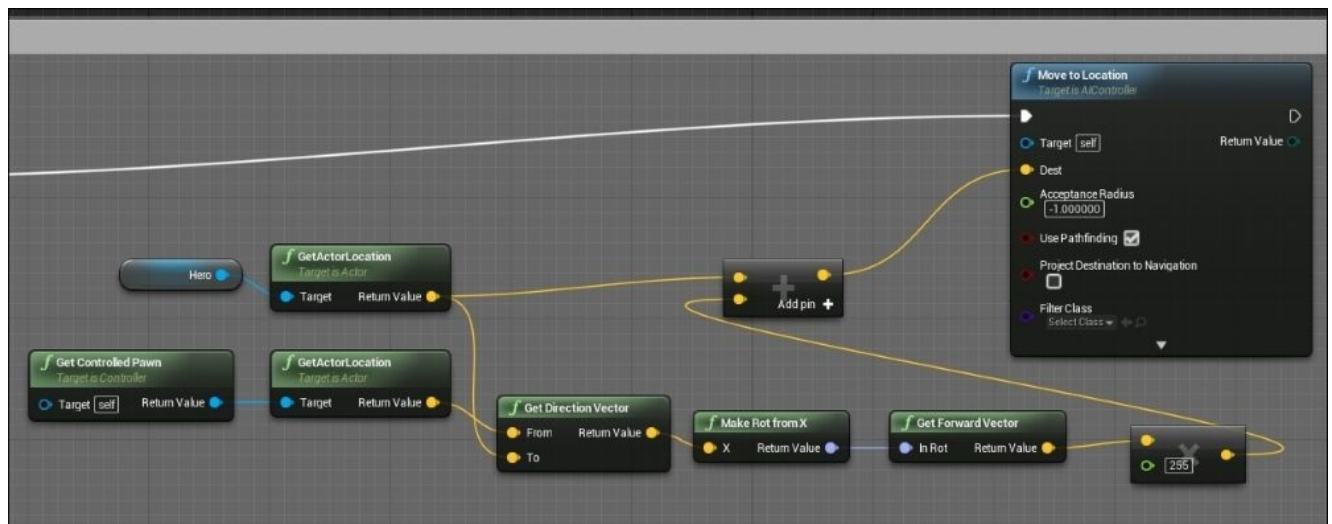 Move to Location
Target is AIController
Target self
Return Value
Dest
Acceptance Radius
-1.000000
Use Pathfinding
Project Destination to Navigation
Filter Class
Select Class
Hero
GetActorLocation
Target is Actor
Target Return Value
Add pin +
Get Controlled Pawn
Target is Controller
Target self Return Value
GetActorLocation
Target is Actor
Target Return Value
Get Direction Vector
From Return Value
To
Make Rot from X
X Return Value
Get Forward Vector
In Rot Return Value
255